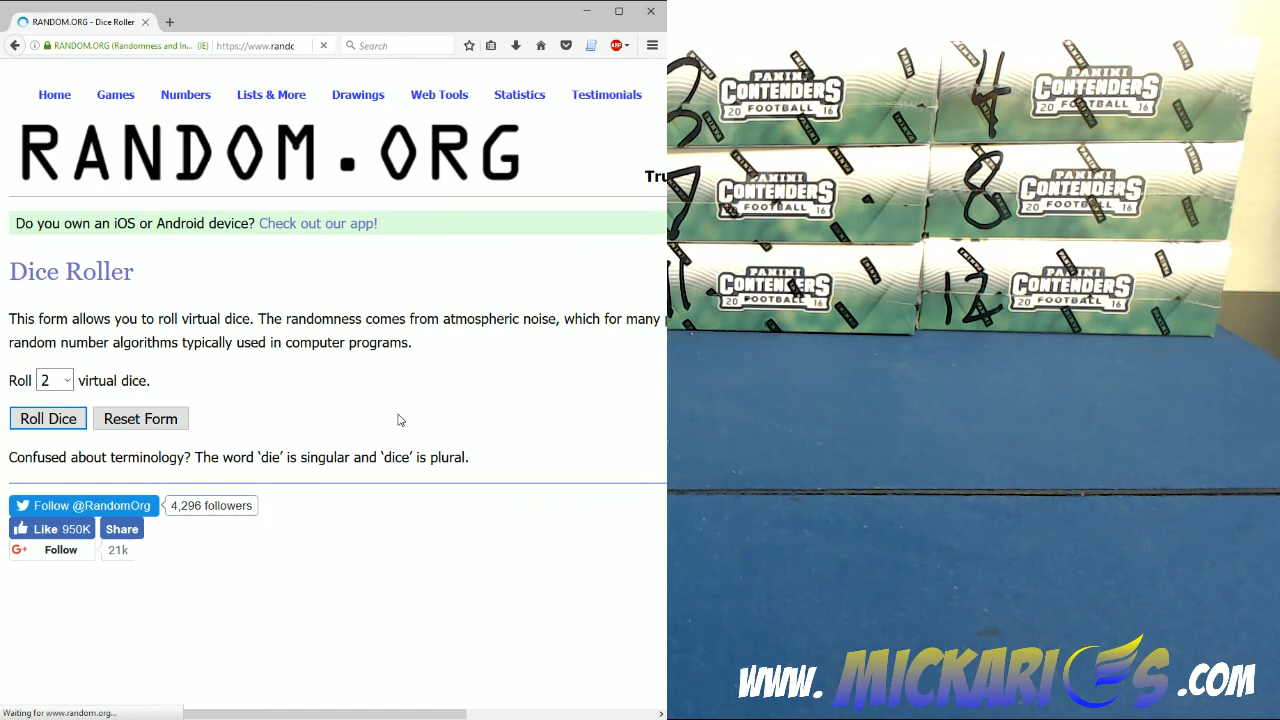 RANDOM.ORG - Dice Roller
RANDOM.ORG (Randomness and In... (IE)
https://www.randc
Search
ABP
Home Games Numbers Lists & More Drawings Web Tools Statistics Testimonials
RANDOM.ORG
Tru
Do you own an iOS or Android device? Check out our app!
Dice Roller
This form allows you to roll virtual dice. The randomness comes from atmospheric noise, which for many
random number algorithms typically used in computer programs.
Roll 2 virtual dice.
Roll Dice Reset Form
Confused about terminology? The word ‘die’ is singular and ‘dice’ is plural.
Follow @RandomOrg 4,296 followers
Like 950K Share
G+ Follow 21k
Waiting for www.random.org...
PANINI
CONTENDERS
20 FOOTBALL 16
4
PANINI
CONTENDERS
20 FOOTBALL 16
PANINI
CONTENDERS
20 FOOTBALL 16
8
PANINI
CONTENDERS
20 FOOTBALL 16
11
PANINI
CONTENDERS
20 FOOTBALL 16
12
PANINI
CONTENDERS
20 FOOTBALL 16
www.MICKARIES.com